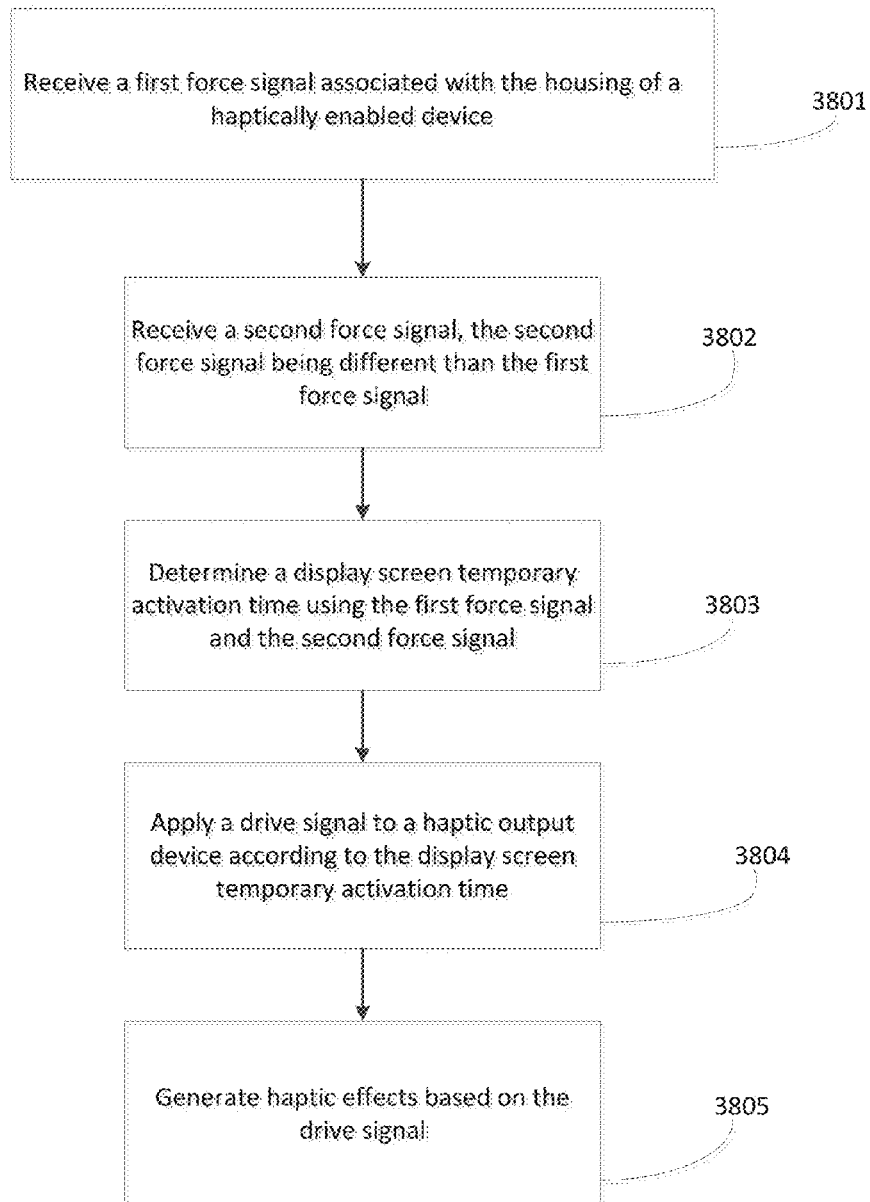 Receive a first force signal associated with the housing of a
haptically enabled device
3801
Receive a second force signal, the second
force signal being different than the first
force signal
3802
Determine a display screen temporary
activation time using the first force signal
and the second force signal
3803
Apply a drive signal to a haptic output
device according to the display screen
temporary activation time
3804
Generate haptic effects based on the
drive signal
3805